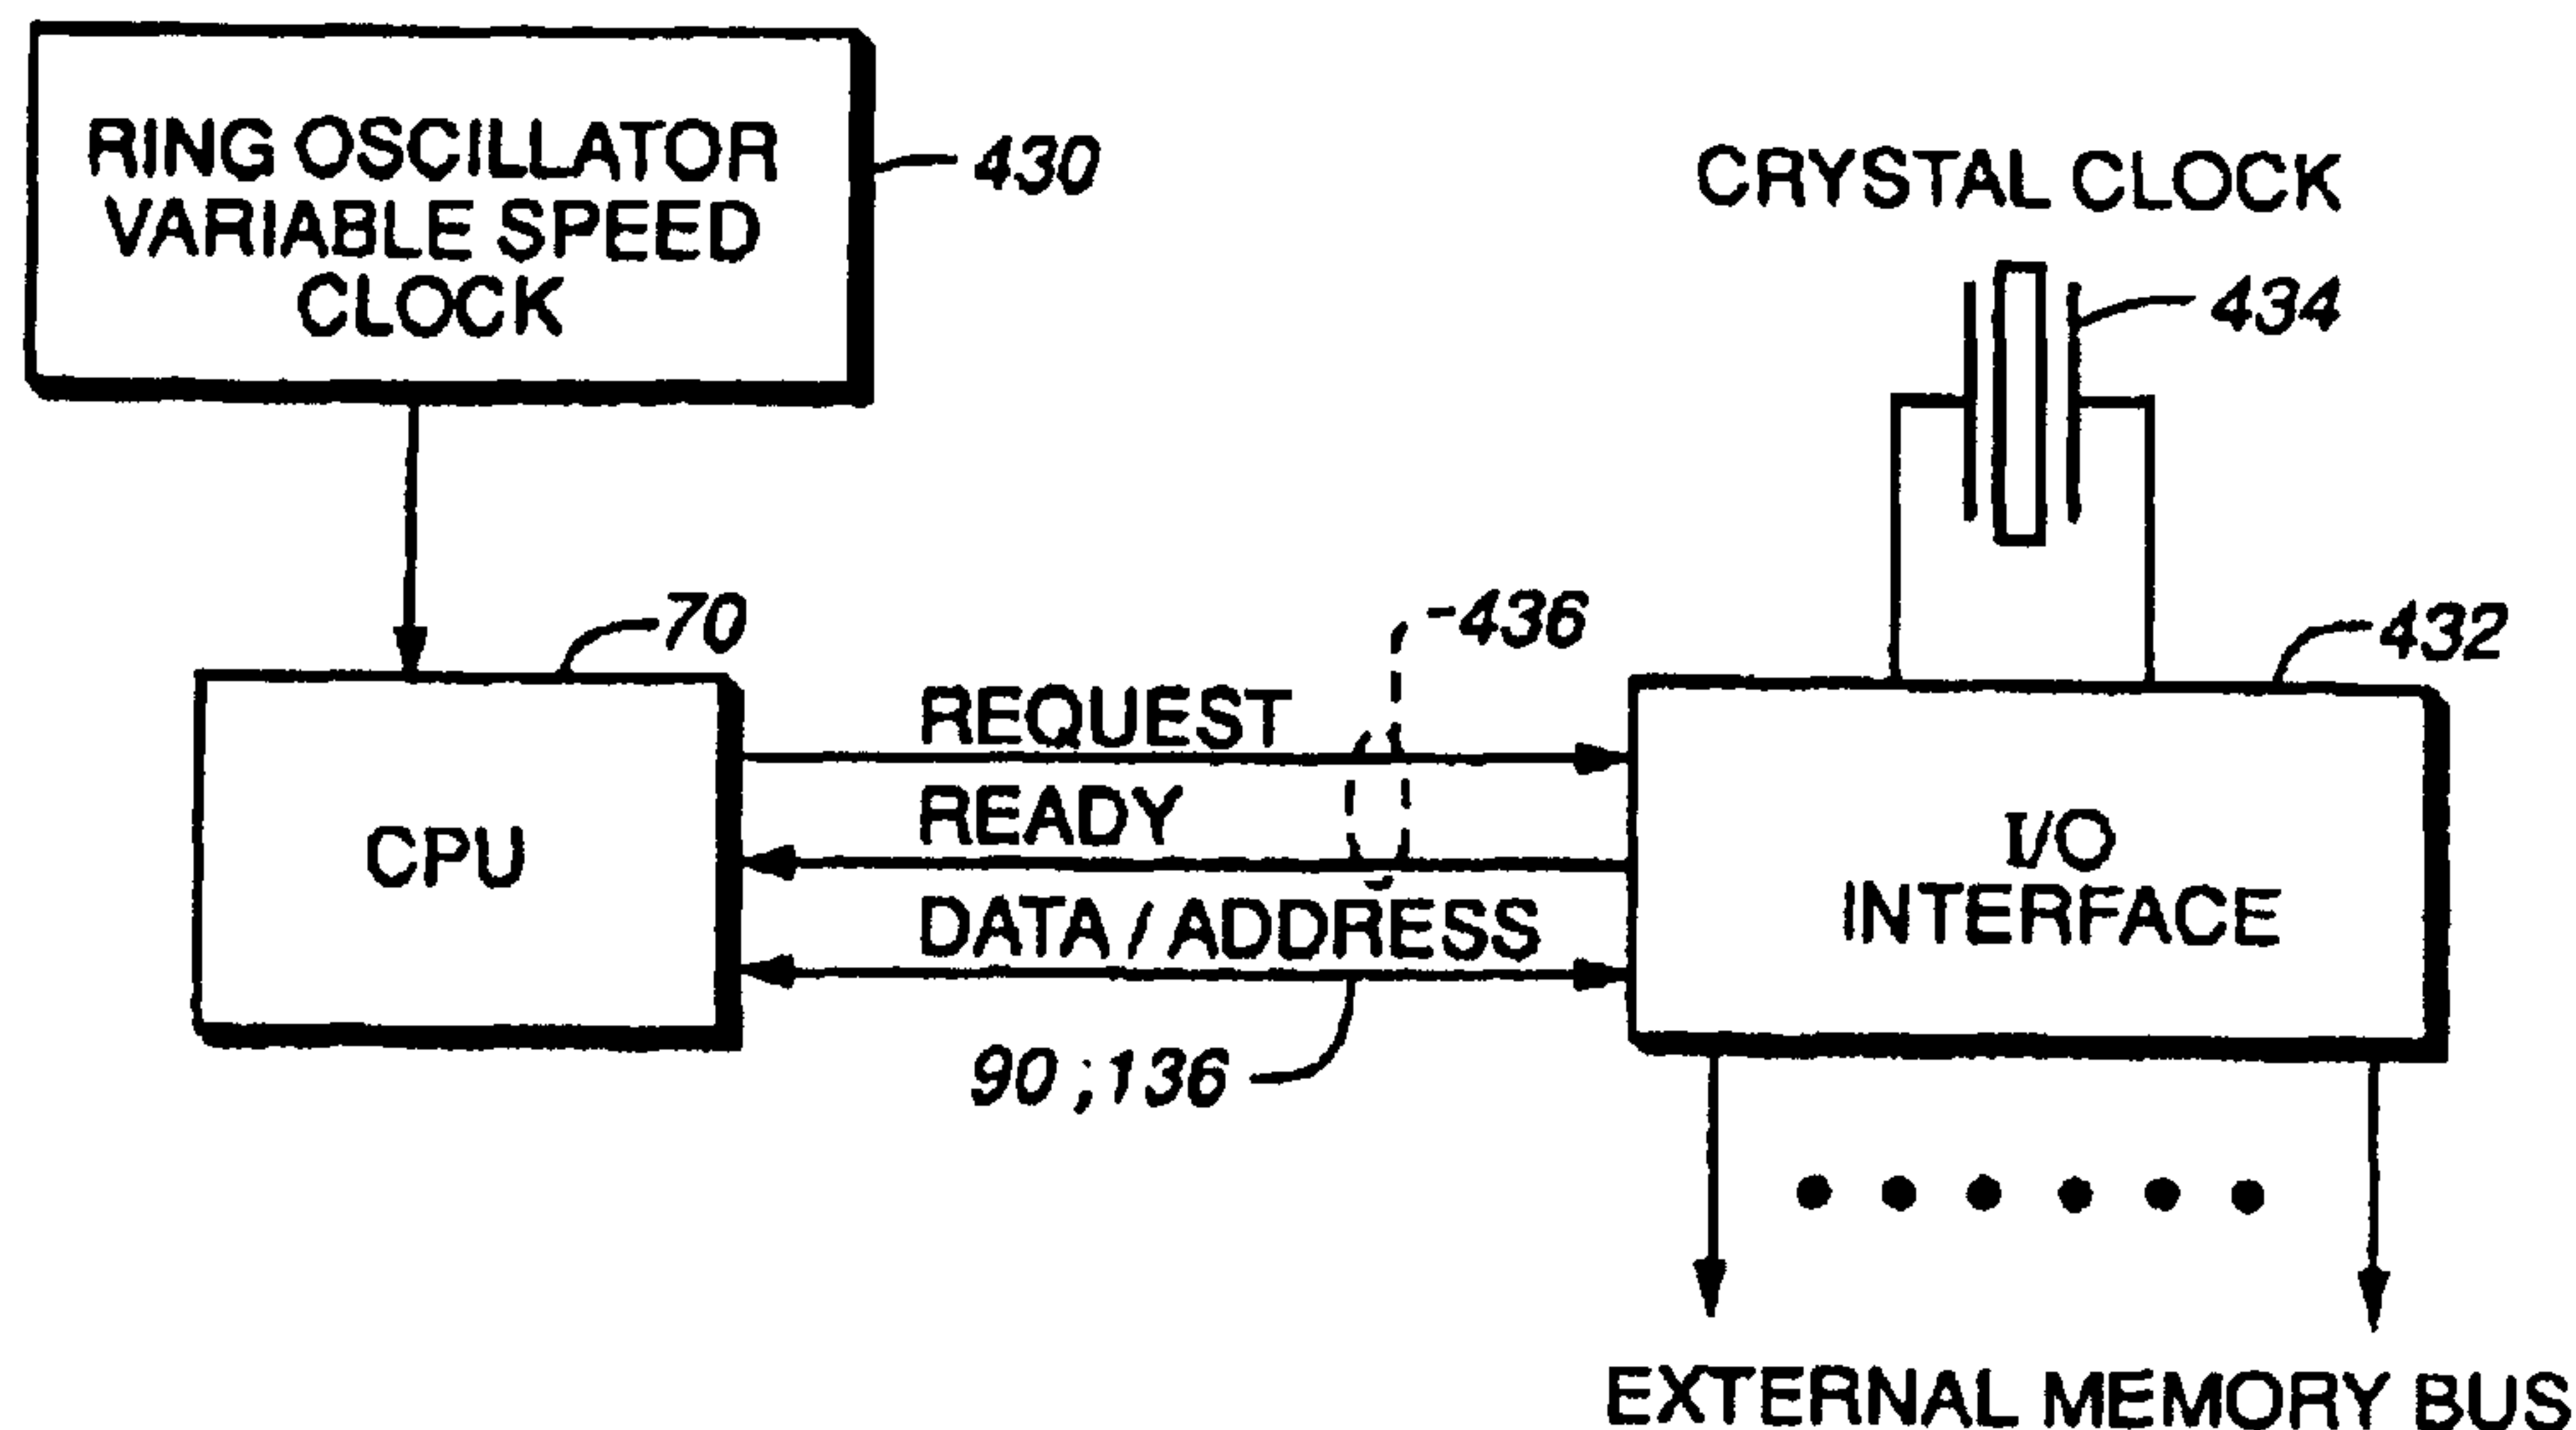 RING OSCILLATOR
VARIABLE SPEED
CLOCK
430
CRYSTAL CLOCK
434
70
436
432
REQUEST
READY
DATA / ADDRESS
CPU
I/O
INTERFACE
90 ;136
EXTERNAL MEMORY BUS